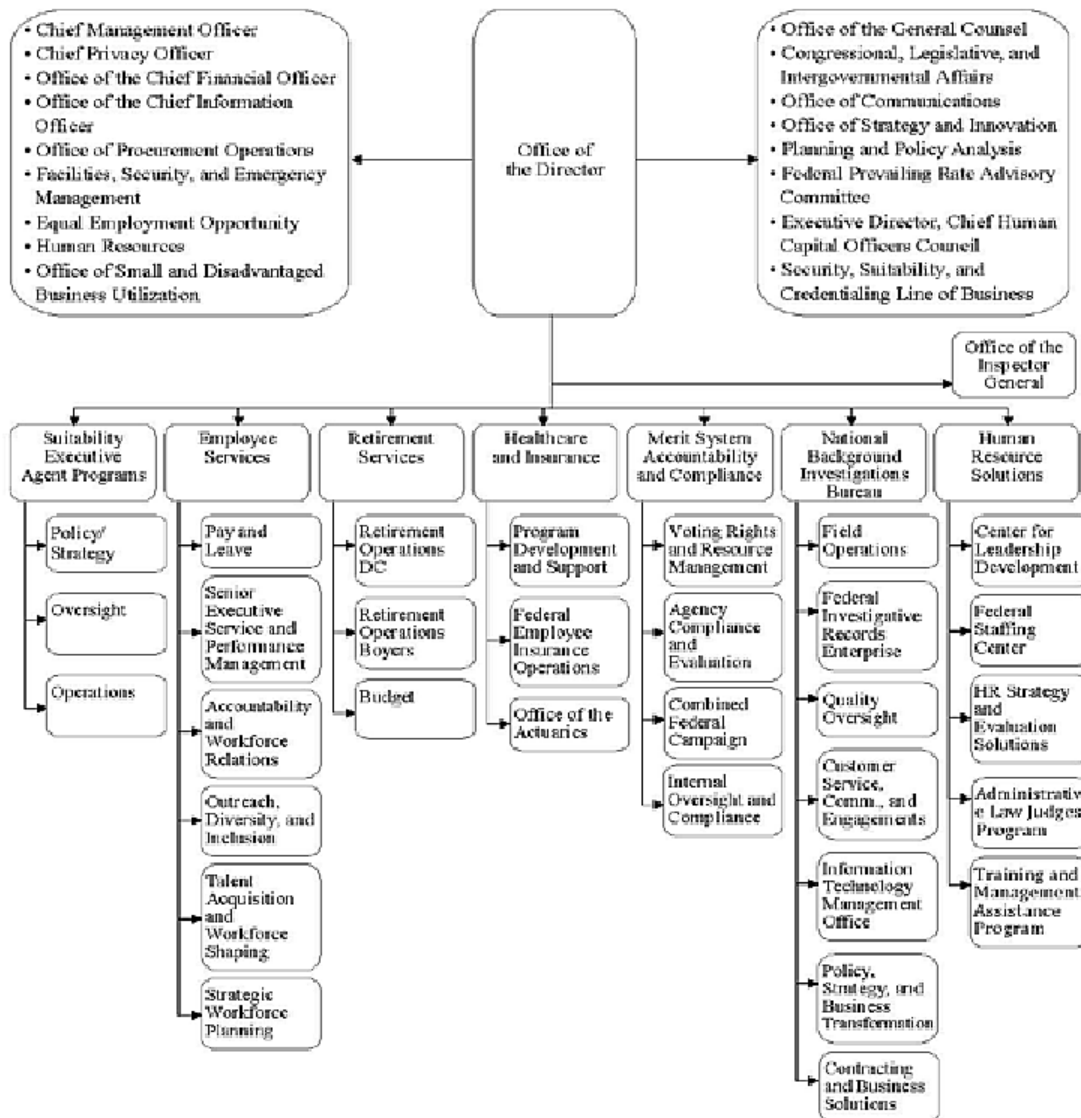 • Chief Management Officer
• Chief Privacy Officer
• Office of the Chief Financial Officer
• Office of the Chief Information
Officer
• Office of Procurement Operations
• Facilities, Security, and Emergency
Management
• Equal Employment Opportunity
• Human Resources
• Office of Small and Disadvantaged
Business Utilization
Office of
the Director
• Office of the General Counsel
• Congressional, Legislative, and
Intergovernmental Affairs
• Office of Communications
• Office of Strategy and Innovation
• Planning and Policy Analysis
• Federal Prevailing Rate Advisory
Committee
• Executive Director, Chief Human
Capital Officers Council
• Security, Suitability, and
Credentialing Line of Business
Office of the
Inspector
General
Suitability
Executive
Agent Programs
Policy/
Strategy
Oversight
Operations
Employee
Services
Pay and
Leave
Senior
Executive
Service and
Performance
Management
Accountability
and
Workforce
Relations
Outreach,
Diversity, and
Inclusion
Talent
Acquisition
and
Workforce
Shaping
Strategic
Workforce
Planning
Retirement
Services
Retirement
Operations
DC
Retirement
Operations
Boyers
Budget
Healthcare
and Insurance
Program
Development
and Support
Federal
Employee
Insurance
Operations
Office of the
Actuaries
Merit System
Accountability
and Compliance
Voting Rights
and Resource
Management
Agency
Compliance
and
Evaluation
Combined
Federal
Campaign
Internal
Oversight and
Compliance
National
Background
Investigations
Bureau
Field
Operations
Federal
Investigative
Records
Enterprise
Quality
Oversight
Customer
Service,
Comm., and
Engagements
Information
Technology
Management
Office
Policy,
Strategy, and
Business
Transformation
Contracting
and Business
Solutions
Human
Resource
Solutions
Center for
Leadership
Development
Federal
Staffing
Center
HR Strategy
and
Evaluation
Solutions
Administrativ
e Law Judges
Program
Training and
Management
Assistance
Program